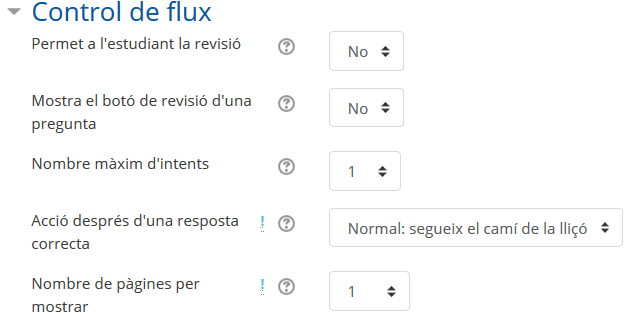 Control de flux
Permet a l'estudiant la revisió
No
Mostra el botó de revisió d'una
pregunta
No
Nombre màxim d'intents
1
Acció després d'una resposta
correcta
!
Normal: segueix el camí de la lliçó
Nombre de pàgines per
mostrar
!
1